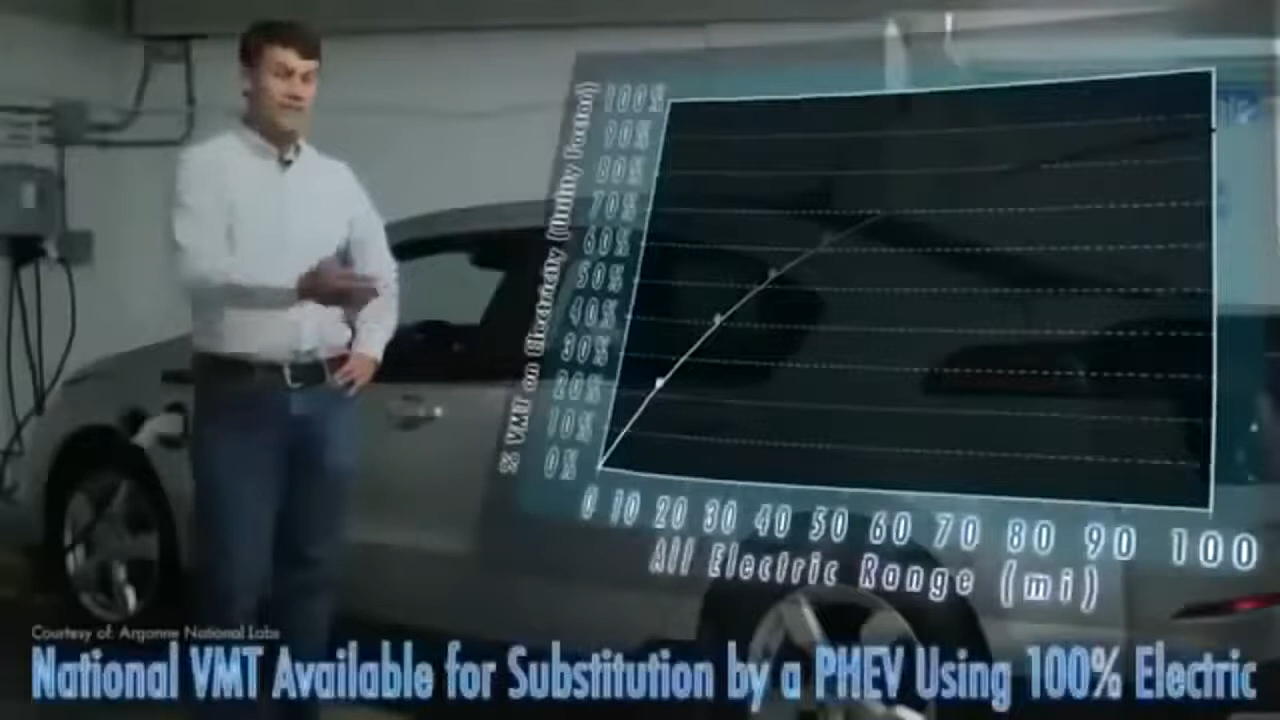 % VMT on Electricity (Utility Factor)
100%
90%
80%
70%
60%
50%
40%
30%
20%
10%
0%
0 10 20 30 40 50 60 70 80 90 100
All Electric Range (mi)
Courtesy of: Argonne National Labs
National VMT Available for Substitution by a PHEV Using 100% Electric